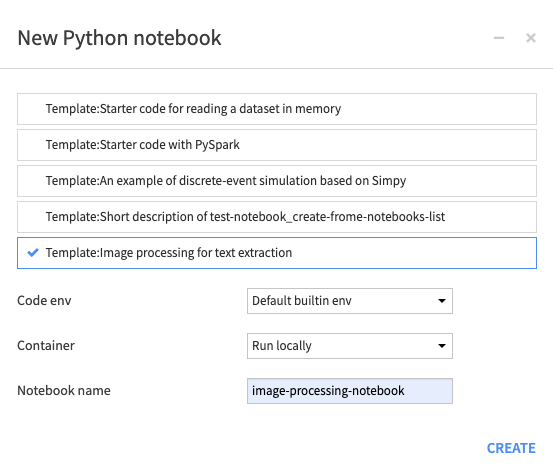 New Python notebook
Template:Starter code for reading a dataset in memory
Template:Starter code with PySpark
Template:An example of discrete-event simulation based on Simpy
Template:Short description of test-notebook_create-frome-notebooks-list
Template:Image processing for text extraction
Code env Default builtin env
Container Run locally
Notebook name image-processing-notebook
CREATE